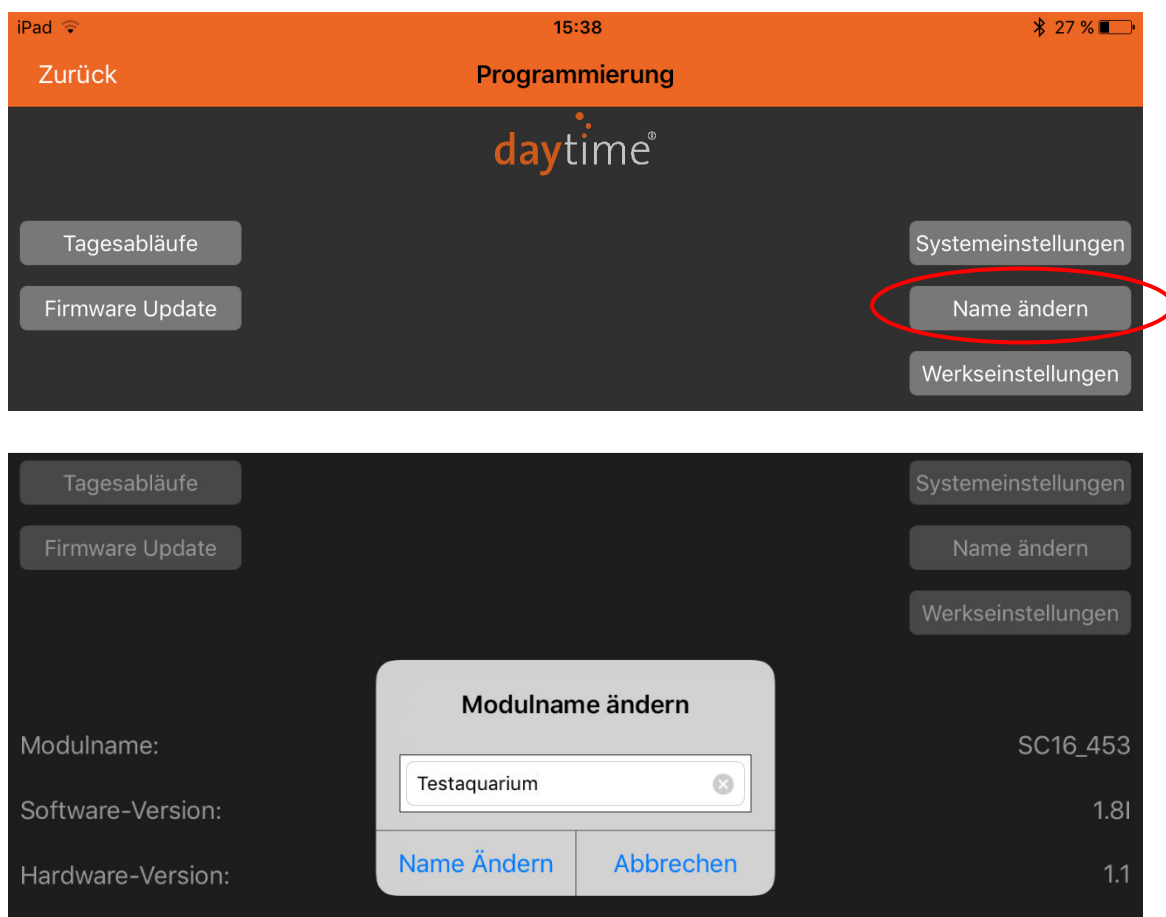 iPad 15:38 27 %
Zurück Programmierung
daytime®
Tagesabläufe Systemeinstellungen
Firmware Update Name ändern
Werkseinstellungen
Tagesabläufe Systemeinstellungen
Firmware Update Name ändern
Werkseinstellungen
Modulname ändern
Modulname: SC16_453
Testaquarium
Software-Version: 1.8l
Name Ändern Abbrechen
Hardware-Version: 1.1